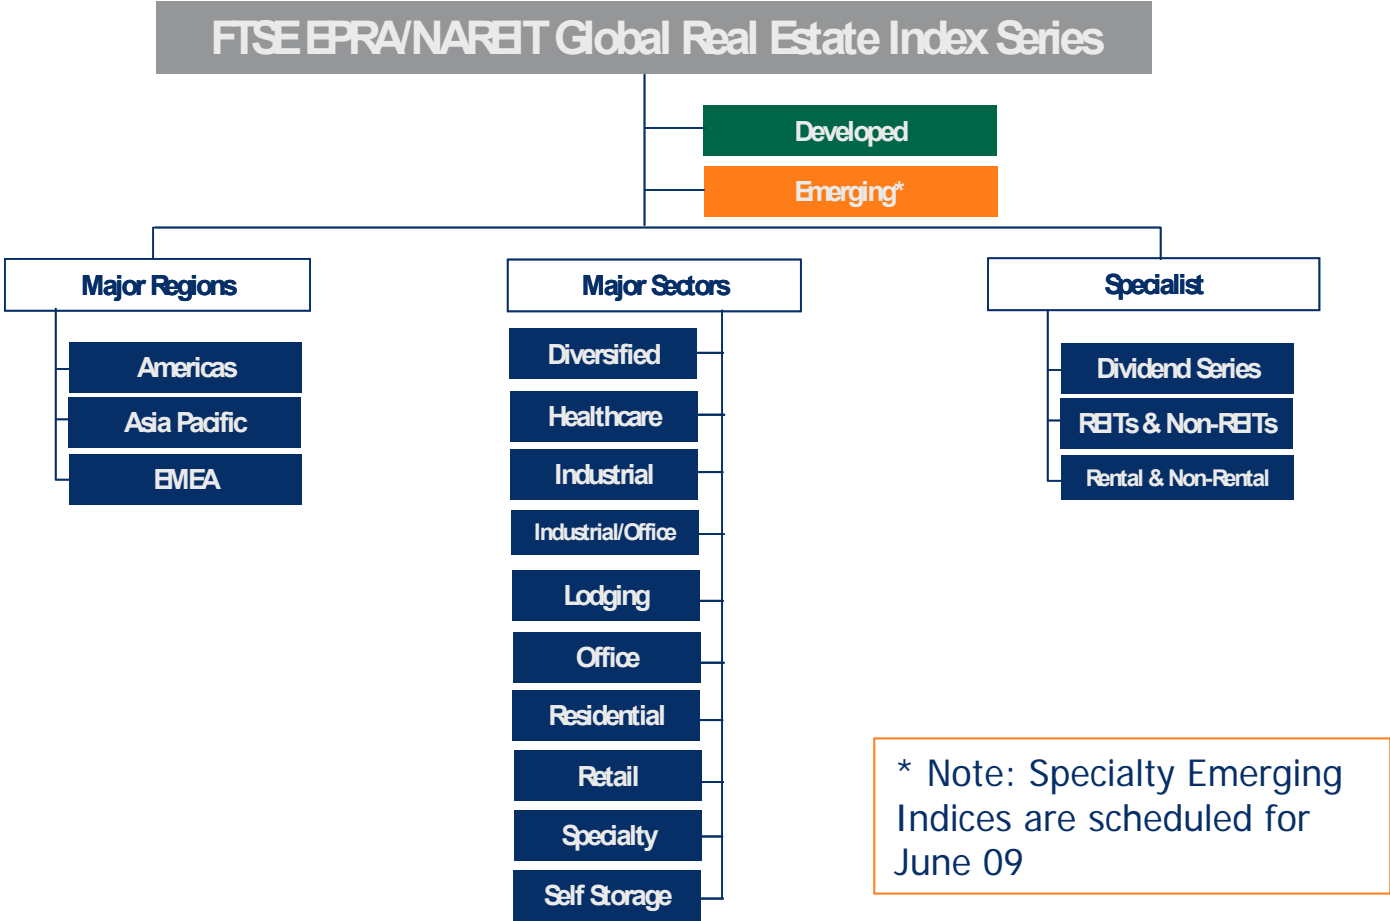 FTSE EPRA/NAREIT Global Real Estate Index Series
Developed
Emerging*
Major Regions
Americas
Asia Pacific
EMEA
Major Sectors
Diversified
Healthcare
Industrial
Industrial/Office
Lodging
Office
Residential
Retail
Specialty
Self Storage
Specialist
Dividend Series
REITs & Non-REITs
Rental & Non-Rental
* Note: Specialty Emerging
Indices are scheduled for
June 09